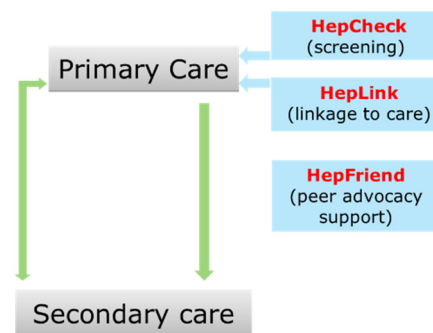 HepCheck
(screening)
Primary Care
HepLink
(linkage to care)
HepFriend
(peer advocacy
support)
Secondary care